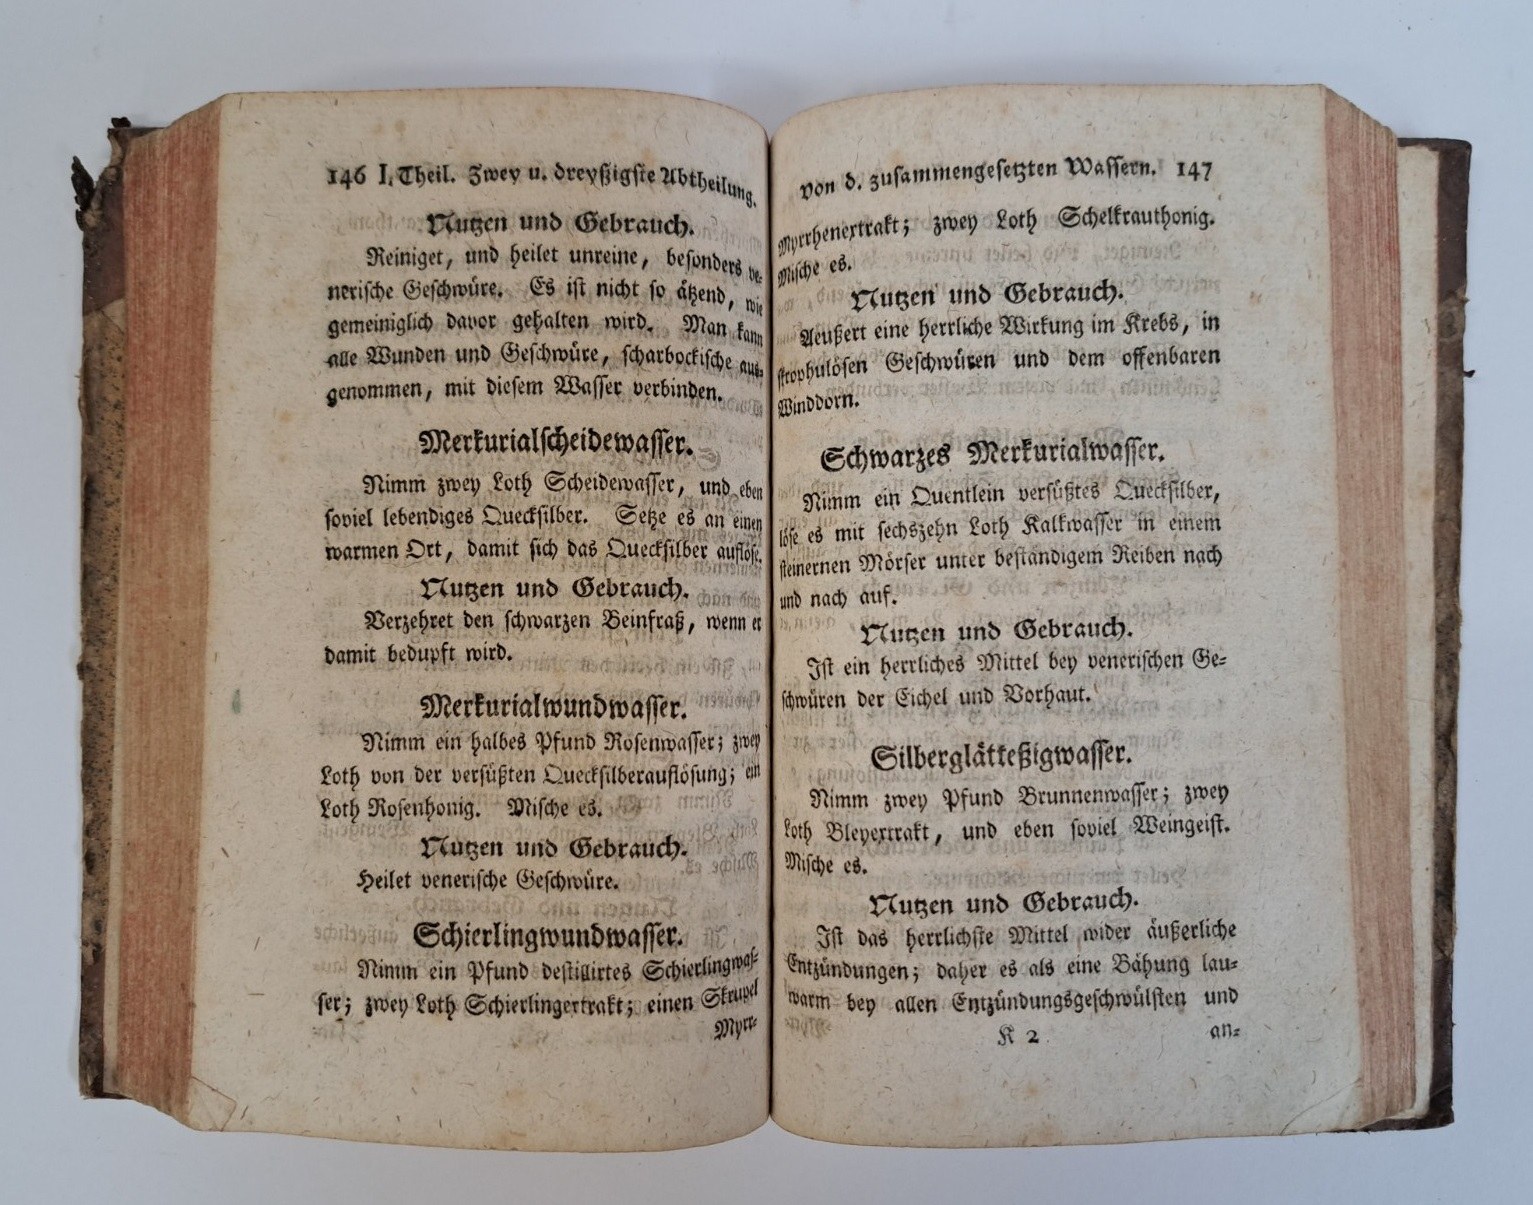 146 I. Theil. Zwey u. dreyßigste Abtheilung.
Nutzen und Gebrauch.
Reiniget, und heilet unreine, besonders ve-
nerische Geschwüre. Es ist nicht so ätzend, wie
gemeiniglich davor gehalten wird. Man kann
alle Wunden und Geschwüre, scharbockische aus-
genommen, mit diesem Wasser verbinden.
Merkurialscheidewasser.
Nimm zwey Loth Scheidewasser, und eben
soviel lebendiges Quecksilber. Setze es an einen
warmen Ort, damit sich das Quecksilber auflöse.
Nutzen und Gebrauch.
Verzehret den schwarzen Beinfraß, wenn er
damit bedupft wird.
Merkurialwundwasser.
Nimm ein halbes Pfund Rosenwasser; zwey
Loth von der versüßten Quecksilberauflösung; ein
Loth Rosenhonig. Mische es.
Nutzen und Gebrauch.
Heilet venerische Geschwüre.
Schierlingwundwasser.
Nimm ein Pfund destillirtes Schierlingwas-
ser; zwey Loth Schierlingextrakt; einen Skrupel
Myrr-
von d. zusammengesetzten Wassern. 147
Myrrhenextrakt; zwey Loth Schelkrauthonig.
Mische es.
Nutzen und Gebrauch.
Aeußert eine herrliche Wirkung im Krebs, in
skrophulösen Geschwüren und dem offenbaren
Winddorn.
Schwarzes Merkurialwasser.
Nimm ein Quentlein versüßtes Quecksilber,
löse es mit sechszehn Loth Kalkwasser in einem
steinernen Mörser unter beständigem Reiben nach
und nach auf.
Nutzen und Gebrauch.
Ist ein herrliches Mittel bey venerischen Ge-
schwüren der Eichel und Vorhaut.
Silberglätteßigwasser.
Nimm zwey Pfund Brunnenwasser; zwey
Loth Bleyextrakt, und eben soviel Weingeist.
Mische es.
Nutzen und Gebrauch.
Ist das herrlichste Mittel wider äußerliche
Entzündungen; daher es als eine Bähung lau-
warm bey allen Entzündungsgeschwülsten und
K 2 an-